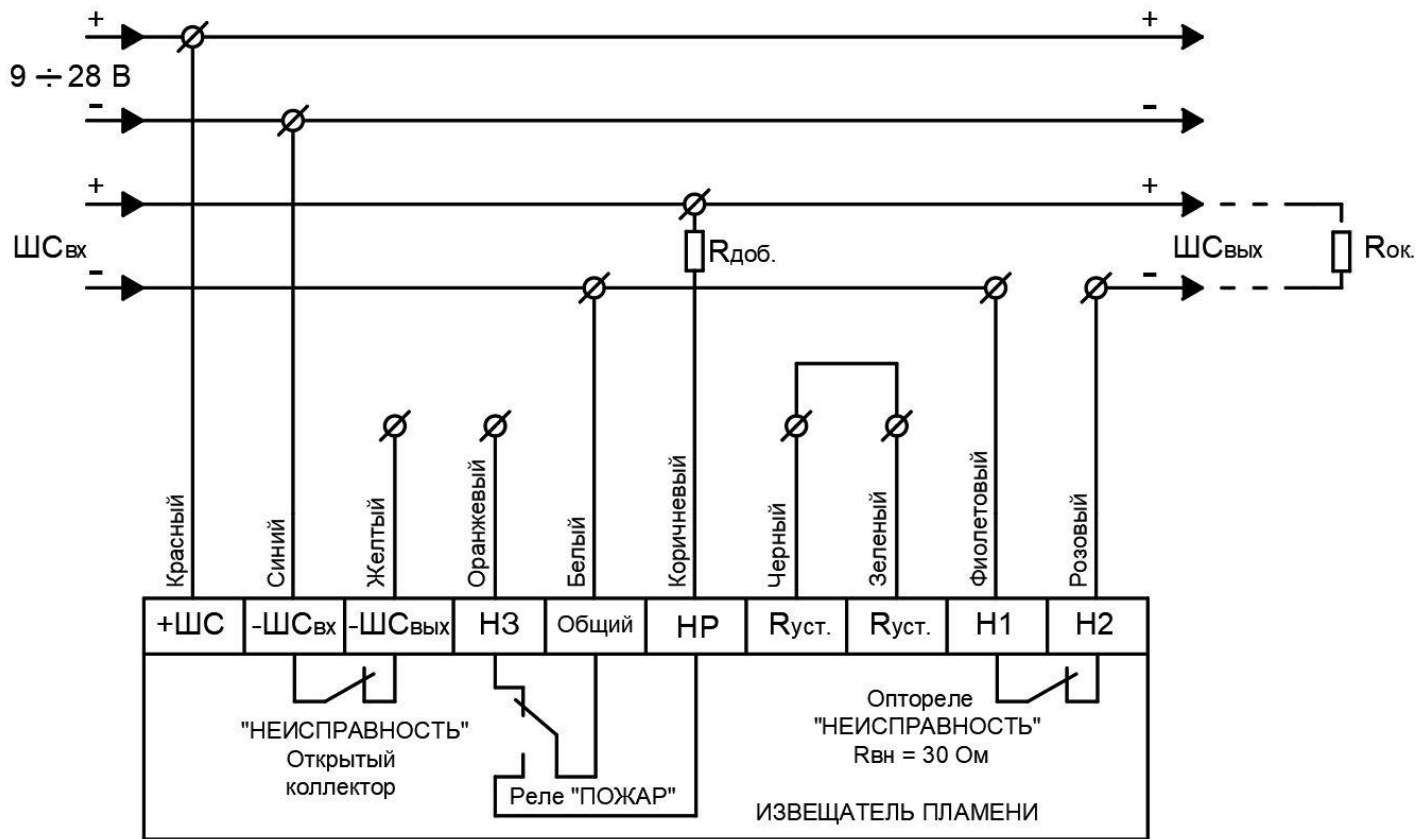 + +
9 ÷ 28 В
- -
+ +
ШСвх Rдоб. ШСвых Rок.
- -
Красный
Синий
Желтый
Оранжевый
Белый
Коричневый
Черный
Зеленый
Фиолетовый
Розовый
+ШС -ШСвх -ШСвых НЗ Общий НР Rуст. Rуст. Н1 Н2
"НЕИСПРАВНОСТЬ"
Открытый
коллектор
Реле "ПОЖАР"
Оптореле
"НЕИСПРАВНОСТЬ"
Rвн = 30 Ом
ИЗВЕЩАТЕЛЬ ПЛАМЕНИ